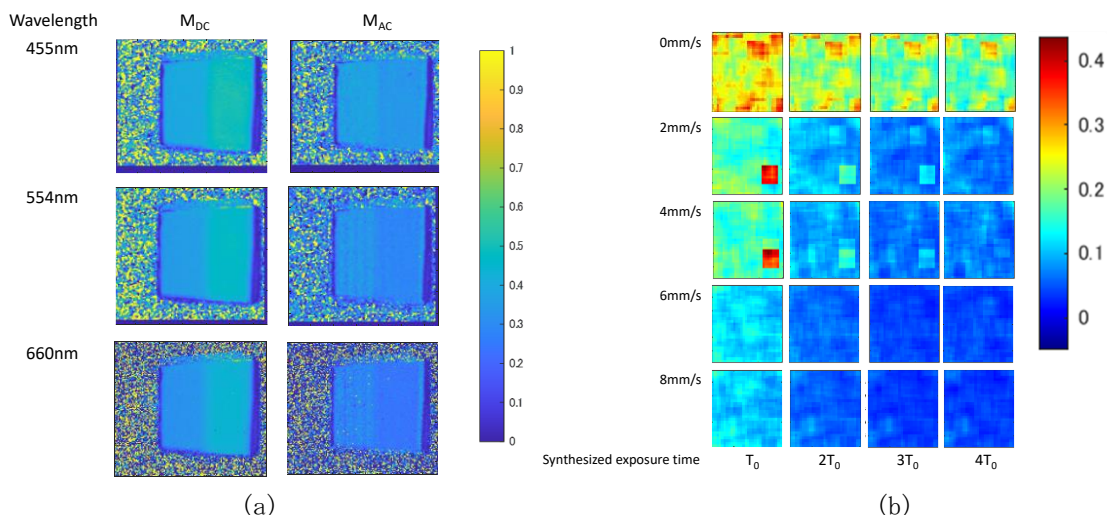 Wavelength M_DC M_AC
455nm
554nm
660nm
1
0.9
0.8
0.7
0.6
0.5
0.4
0.3
0.2
0.1
0
(a)
0mm/s
2mm/s
4mm/s
6mm/s
8mm/s
Synthesized exposure time T_0 2T_0 3T_0 4T_0
0.4
0.3
0.2
0.1
0
(b)